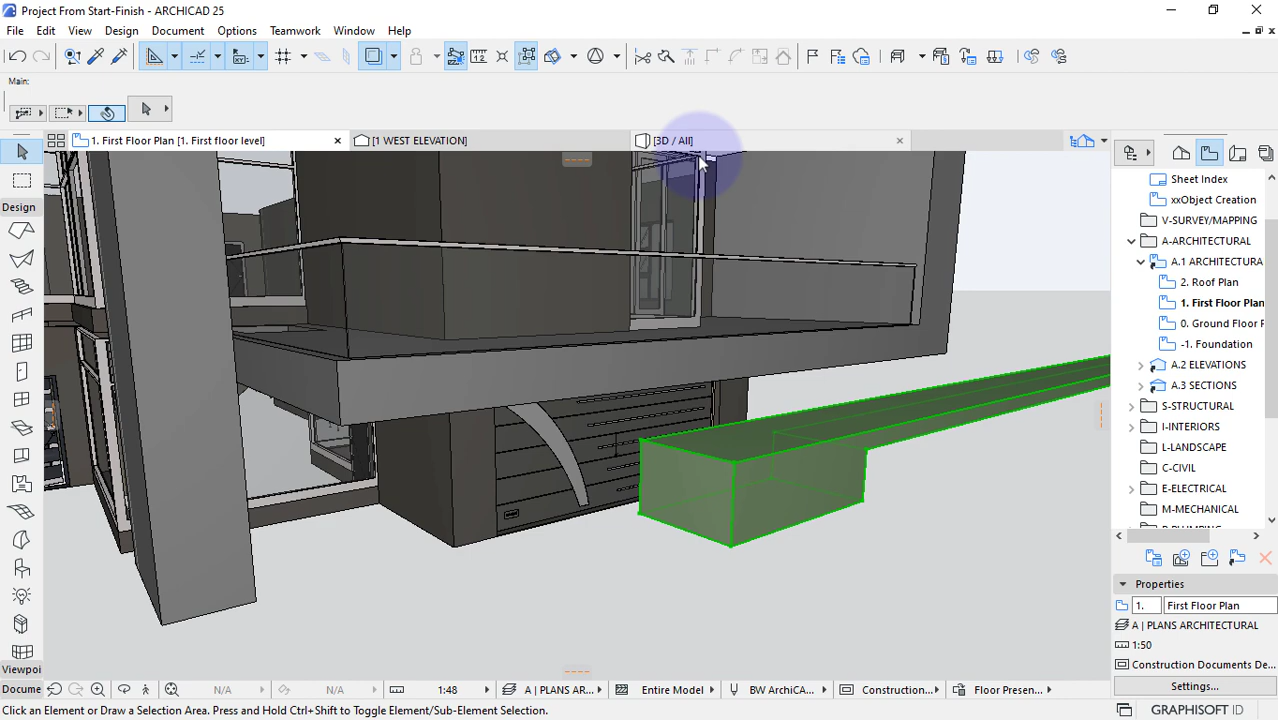 Project From Start-Finish - ARCHICAD 25
File Edit View Design Document Options Teamwork Window Help
Main:
1. First Floor Plan [1. First floor level]
[1 WEST ELEVATION]
[3D / All]
Design
Viewpoi
Docume
Sheet Index
xxObject Creation
V-SURVEY/MAPPING
A-ARCHITECTURAL
A.1 ARCHITECTURA
2. Roof Plan
1. First Floor Plan
0. Ground Floor F
-1. Foundation
A.2 ELEVATIONS
A.3 SECTIONS
S-STRUCTURAL
I-INTERIORS
L-LANDSCAPE
C-CIVIL
E-ELECTRICAL
M-MECHANICAL
Properties
1. First Floor Plan
A | PLANS ARCHITECTURAL
1:50
Construction Documents De...
Settings...
N/A N/A 1:48 A | PLANS AR... Entire Model BW ArchiCA... Construction... Floor Presen...
Click an Element or Draw a Selection Area. Press and Hold Ctrl+Shift to Toggle Element/Sub-Element Selection.
GRAPHISOFT ID